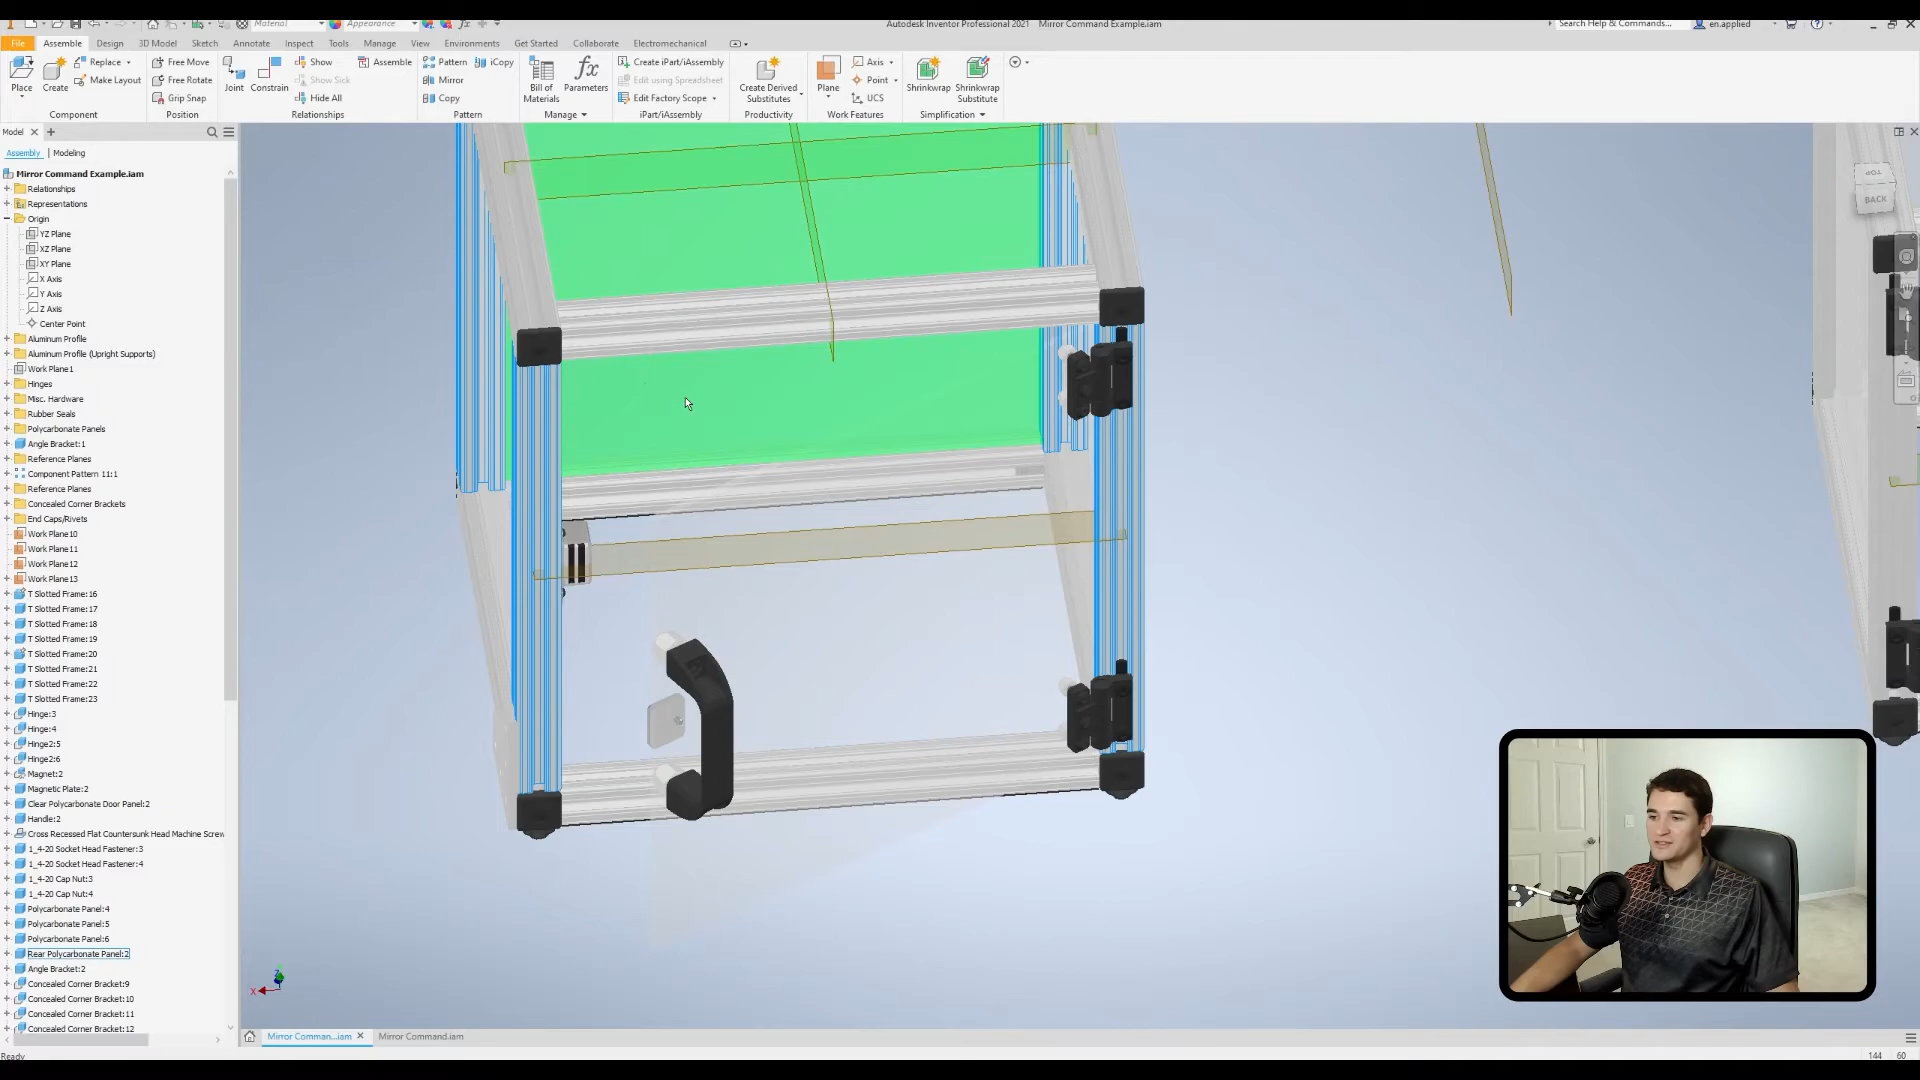 Material
Appearance
Autodesk Inventor Professional 2021 Mirror Command Example.iam
Search Help & Commands...
en.applied
File Assemble Design 3D Model Sketch Annotate Inspect Tools Manage View Environments Get Started Collaborate Electromechanical
Place
Create
Replace
Make Layout
Component
Free Move
Free Rotate
Grip Snap
Position
Joint
Constrain
Show
Show Sick
Hide All
Assemble
Relationships
Pattern
Mirror
Copy
iCopy
Pattern
Bill of
Materials
Parameters
Manage
Create iPart/iAssembly
Edit using Spreadsheet
Edit Factory Scope
iPart/iAssembly
Create Derived
Substitutes
Productivity
Plane
Axis
Point
UCS
Work Features
Shrinkwrap
Shrinkwrap
Substitute
Simplification
Model
Assembly Modeling
Mirror Command Example.iam
Relationships
Representations
Origin
YZ Plane
XZ Plane
XY Plane
X Axis
Y Axis
Z Axis
Center Point
Aluminum Profile
Aluminum Profile (Upright Supports)
Work Plane1
Hinges
Misc. Hardware
Rubber Seals
Polycarbonate Panels
Angle Bracket:1
Reference Planes
Component Pattern 11:1
Reference Planes
Concealed Corner Brackets
End Caps/Rivets
Work Plane10
Work Plane11
Work Plane12
Work Plane13
T Slotted Frame:16
T Slotted Frame:17
T Slotted Frame:18
T Slotted Frame:19
T Slotted Frame:20
T Slotted Frame:21
T Slotted Frame:22
T Slotted Frame:23
Hinge:3
Hinge:4
Hinge2:5
Hinge2:6
Magnet:2
Magnetic Plate:2
Clear Polycarbonate Door Panel:2
Handle:2
Cross Recessed Flat Countersunk Head Machine Screw
1_4-20 Socket Head Fastener:3
1_4-20 Socket Head Fastener:4
1_4-20 Cap Nut:3
1_4-20 Cap Nut:4
Polycarbonate Panel:4
Polycarbonate Panel:5
Polycarbonate Panel:6
Rear Polycarbonate Panel:2
Angle Bracket:2
Concealed Corner Bracket:9
Concealed Corner Bracket:10
Concealed Corner Bracket:11
Concealed Corner Bracket:12
TOP
BACK
X
Z
Mirror Comman...iam
Mirror Command.iam
Ready
144 60